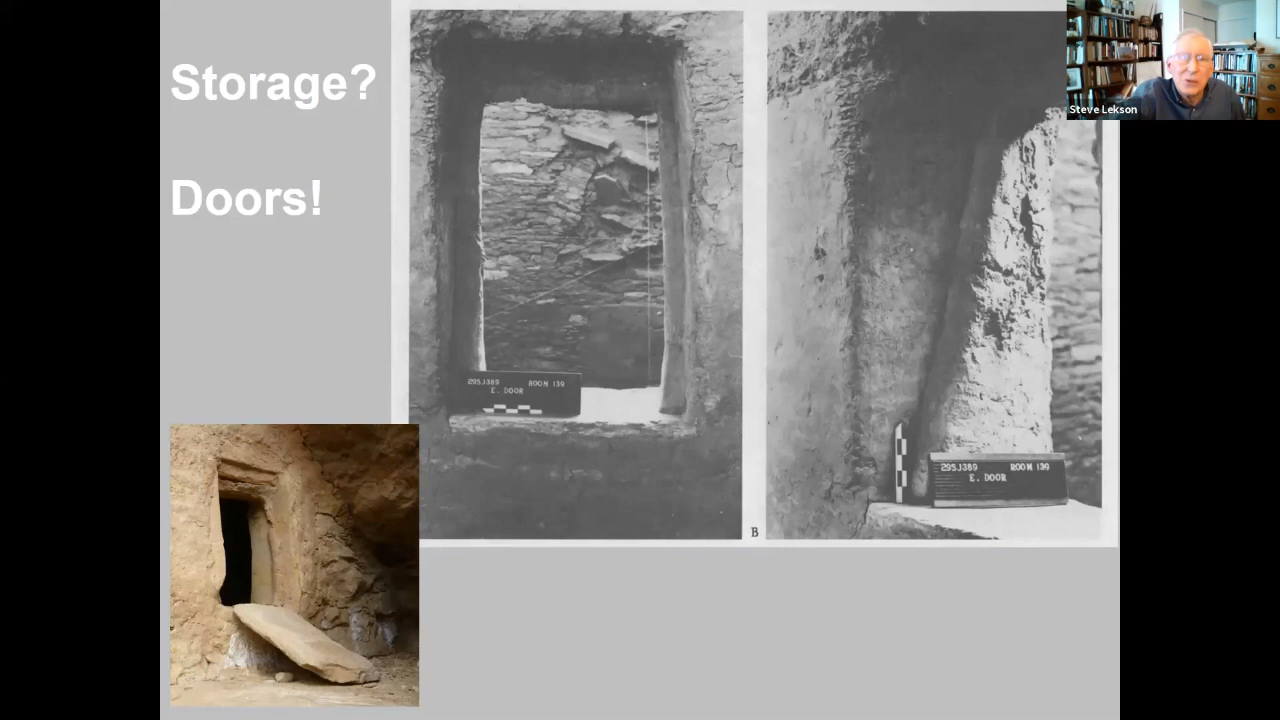 Storage?
Doors!
Steve Lekson
29SJ389 ROOM 139
E. DOOR
B
29SJ389 ROOM 139
E. DOOR